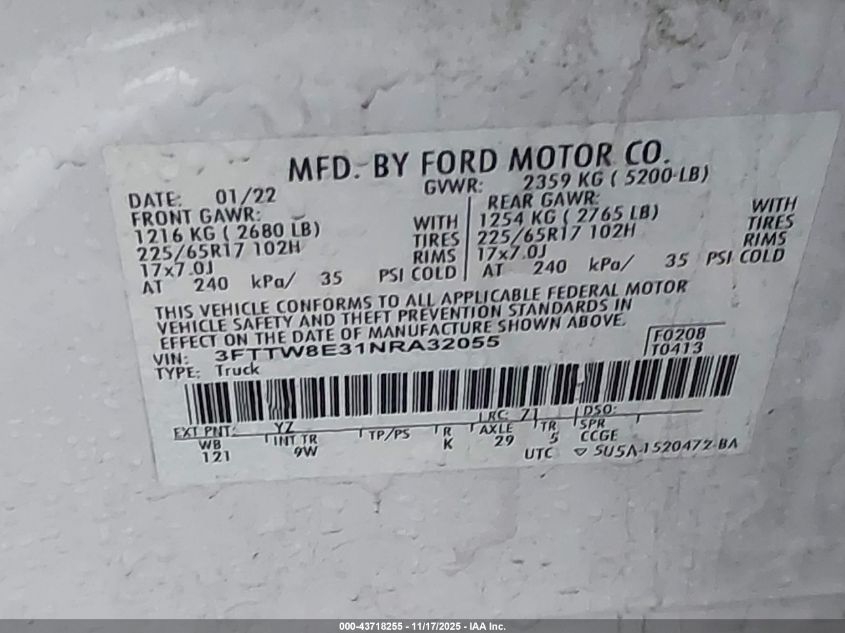 MFD. BY FORD MOTOR CO.
DATE: 01/22 GVWR: 2359 KG ( 5200 LB)
FRONT GAWR: REAR GAWR:
1216 KG ( 2680 LB) WITH 1254 KG ( 2765 LB) WITH
225/65R17 102H TIRES 225/65R17 102H TIRES
17x7.0J RIMS 17x7.0J RIMS
AT 240 kPa/ 35 PSI COLD AT 240 kPa/ 35 PSI COLD
THIS VEHICLE CONFORMS TO ALL APPLICABLE FEDERAL MOTOR
VEHICLE SAFETY AND THEFT PREVENTION STANDARDS IN
EFFECT ON THE DATE OF MANUFACTURE SHOWN ABOVE.
VIN: 3FTTW8E31NRA32055 F0208
TYPE: Truck T0413
LRC: 71 DSO:
EXT PNT: YZ
WB INT TR TP/PS R AXLE TR SPR
121 9W K 29 5 CCGE
UTC 5U5A-1520472-BA
000-43718255 - 11/17/2025 - IAA Inc.